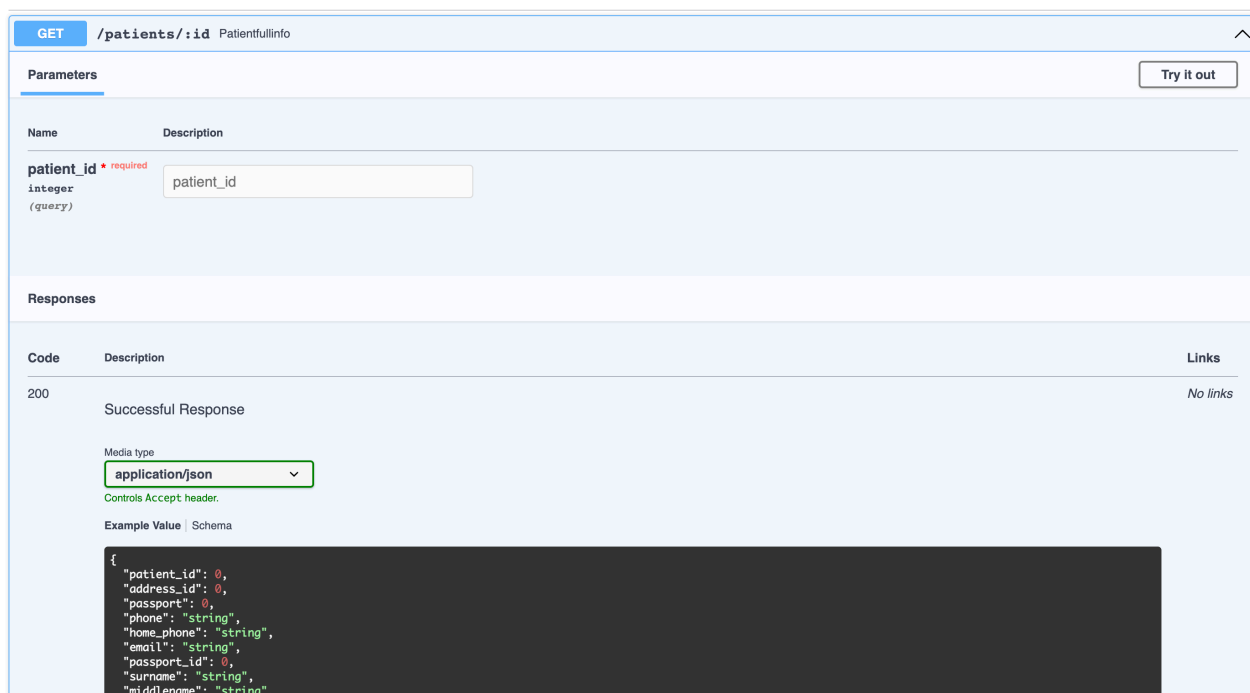 GET /patients/:id Patientfullinfo
Parameters
Try it out
Name Description
patient_id * required
integer
(query)
patient_id
Responses
Code Description Links
200
Successful Response
No links
Media type
application/json
Controls Accept header.
Example Value Schema
{
"patient_id": 0,
"address_id": 0,
"passport": 0,
"phone": "string",
"home_phone": "string",
"email": "string",
"passport_id": 0,
"surname": "string",
"middlename": "string"